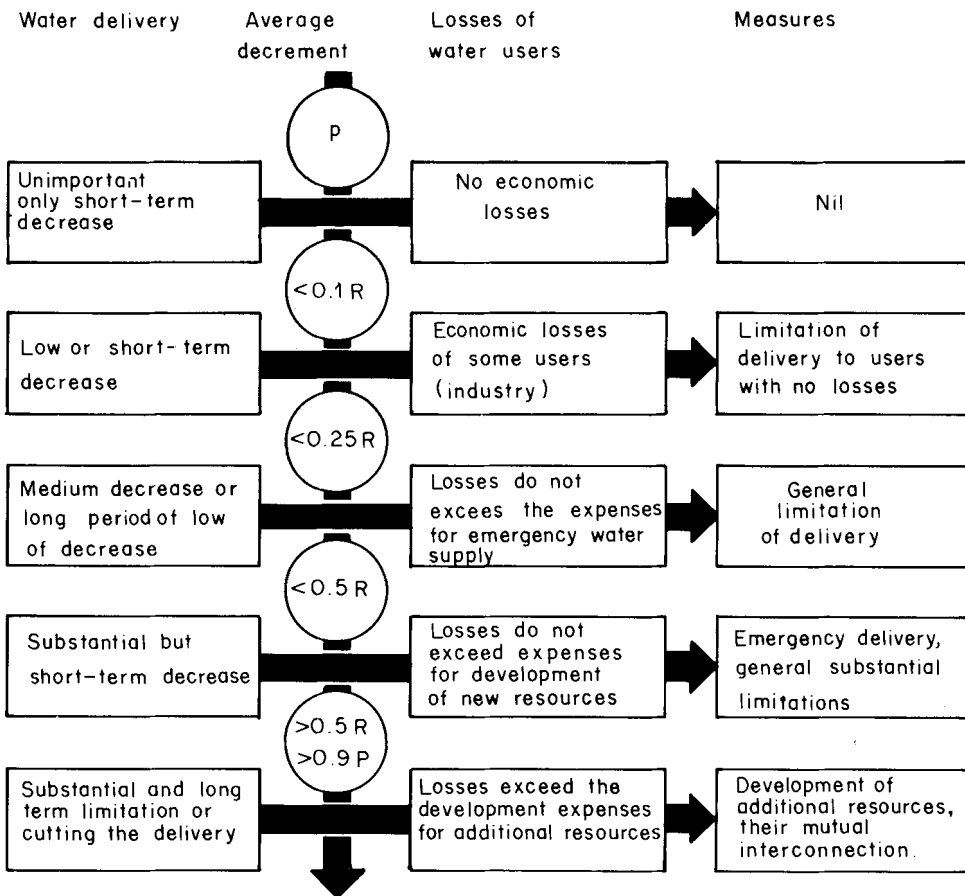 Water delivery
Average
decrement
Losses of
water users
Measures
P
Unimportant
only short-term
decrease
No economic
losses
Nil
<0.1 R
Low or short-term
decrease
Economic losses
of some users
(industry)
Limitation of
delivery to users
with no losses
<0.25 R
Medium decrease or
long period of low
of decrease
Losses do not
excees the expenses
for emergency water
supply
General
limitation
of delivery
<0.5 R
Substantial but
short-term decrease
Losses do not
exceed expenses
for development
of new resources
Emergency delivery,
general substantial
limitations
>0.5 R
>0.9 P
Substantial and long
term limitation or
cutting the delivery
Losses exceed the
development expenses
for additional resources
Development of
additional resources,
their mutual
interconnection.